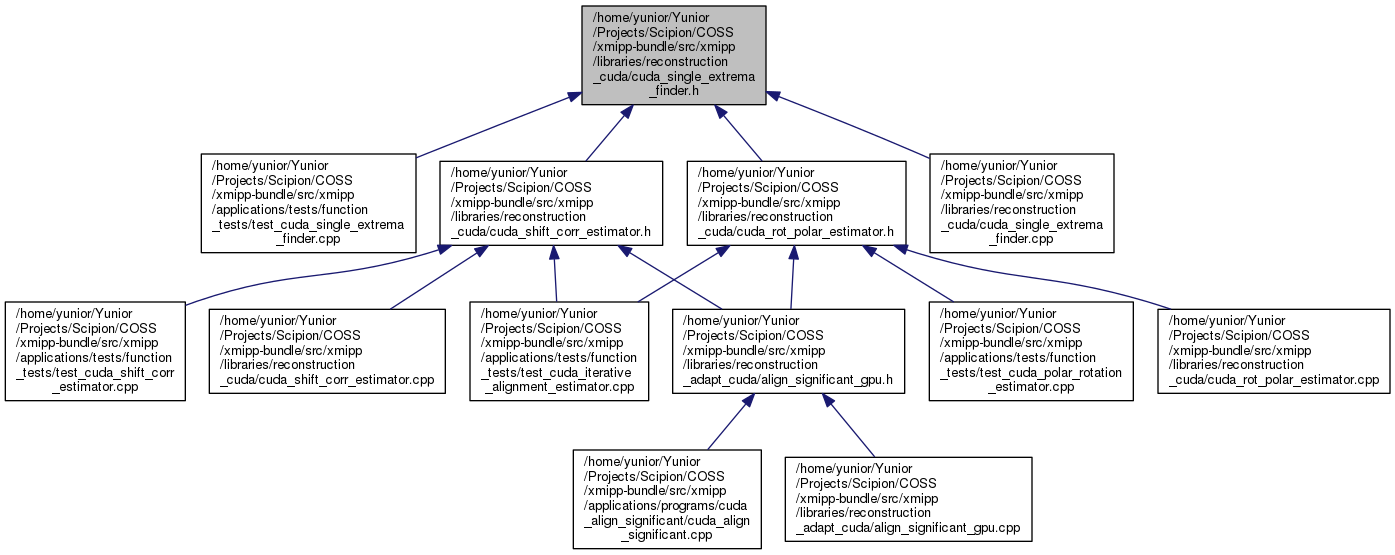 /home/yunior/Yunior
/Projects/Scipion/COSS
/xmipp-bundle/src/xmipp
/libraries/reconstruction
_cuda/cuda_single_extrema
_finder.h
/home/yunior/Yunior
/Projects/Scipion/COSS
/xmipp-bundle/src/xmipp
/applications/tests/function
_tests/test_cuda_single_extrema
_finder.cpp
/home/yunior/Yunior
/Projects/Scipion/COSS
/xmipp-bundle/src/xmipp
/libraries/reconstruction
_cuda/cuda_shift_corr_estimator.h
/home/yunior/Yunior
/Projects/Scipion/COSS
/xmipp-bundle/src/xmipp
/libraries/reconstruction
_cuda/cuda_rot_polar_estimator.h
/home/yunior/Yunior
/Projects/Scipion/COSS
/xmipp-bundle/src/xmipp
/libraries/reconstruction
_cuda/cuda_single_extrema
_finder.cpp
/home/yunior/Yunior
/Projects/Scipion/COSS
/xmipp-bundle/src/xmipp
/applications/tests/function
_tests/test_cuda_shift_corr
_estimator.cpp
/home/yunior/Yunior
/Projects/Scipion/COSS
/xmipp-bundle/src/xmipp
/libraries/reconstruction
_cuda/cuda_shift_corr_estimator.cpp
/home/yunior/Yunior
/Projects/Scipion/COSS
/xmipp-bundle/src/xmipp
/applications/tests/function
_tests/test_cuda_iterative
_alignment_estimator.cpp
/home/yunior/Yunior
/Projects/Scipion/COSS
/xmipp-bundle/src/xmipp
/libraries/reconstruction
_adapt_cuda/align_significant_gpu.h
/home/yunior/Yunior
/Projects/Scipion/COSS
/xmipp-bundle/src/xmipp
/applications/tests/function
_tests/test_cuda_polar_rotation
_estimator.cpp
/home/yunior/Yunior
/Projects/Scipion/COSS
/xmipp-bundle/src/xmipp
/libraries/reconstruction
_cuda/cuda_rot_polar_estimator.cpp
/home/yunior/Yunior
/Projects/Scipion/COSS
/xmipp-bundle/src/xmipp
/applications/programs/cuda
_align_significant/cuda_align
_significant.cpp
/home/yunior/Yunior
/Projects/Scipion/COSS
/xmipp-bundle/src/xmipp
/libraries/reconstruction
_adapt_cuda/align_significant_gpu.cpp